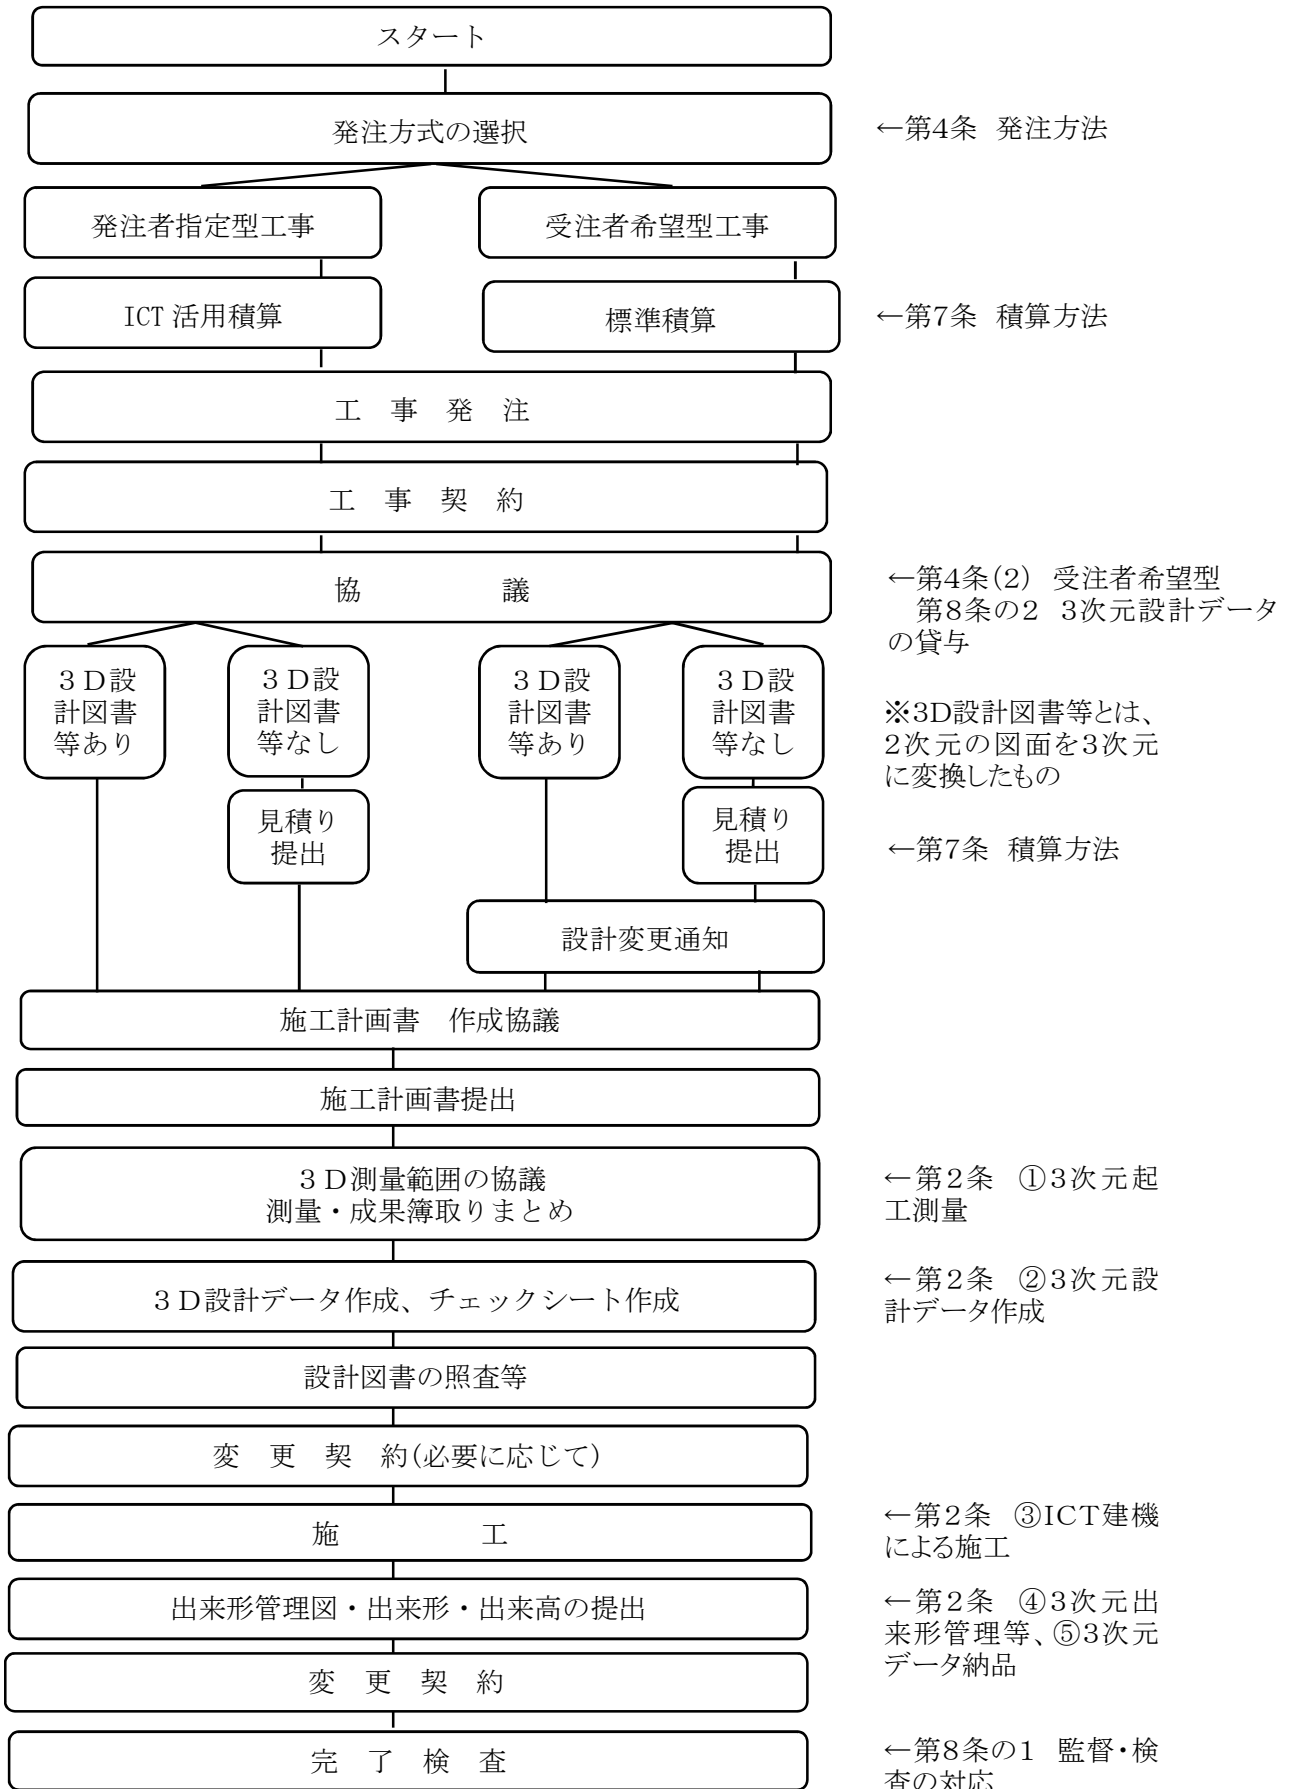 スタート
発注方式の選択
←第4条 発注方法
発注者指定型工事
受注者希望型工事
ICT 活用積算
標準積算
←第7条 積算方法
工 事 発 注
工 事 契 約
協 議
←第4条(2) 受注者希望型
第8条の2 3次元設計データ
の貸与
3D設
計図書
等あり
3D設
計図書
等なし
3D設
計図書
等あり
3D設
計図書
等なし
※3D設計図書等とは、
2次元の図面を3次元
に変換したもの
見積り
提出
見積り
提出
←第7条 積算方法
設計変更通知
施工計画書 作成協議
施工計画書提出
3D測量範囲の協議
測量・成果簿取りまとめ
←第2条 ①3次元起
工測量
3D設計データ作成、チェックシート作成
←第2条 ②3次元設
計データ作成
設計図書の照査等
変 更 契 約(必要に応じて)
施 工
←第2条 ③ICT建機
による施工
出来形管理図・出来形・出来高の提出
←第2条 ④3次元出
来形管理等、⑤3次元
データ納品
変 更 契 約
完 了 検 査
←第8条の1 監督・検
査の対応